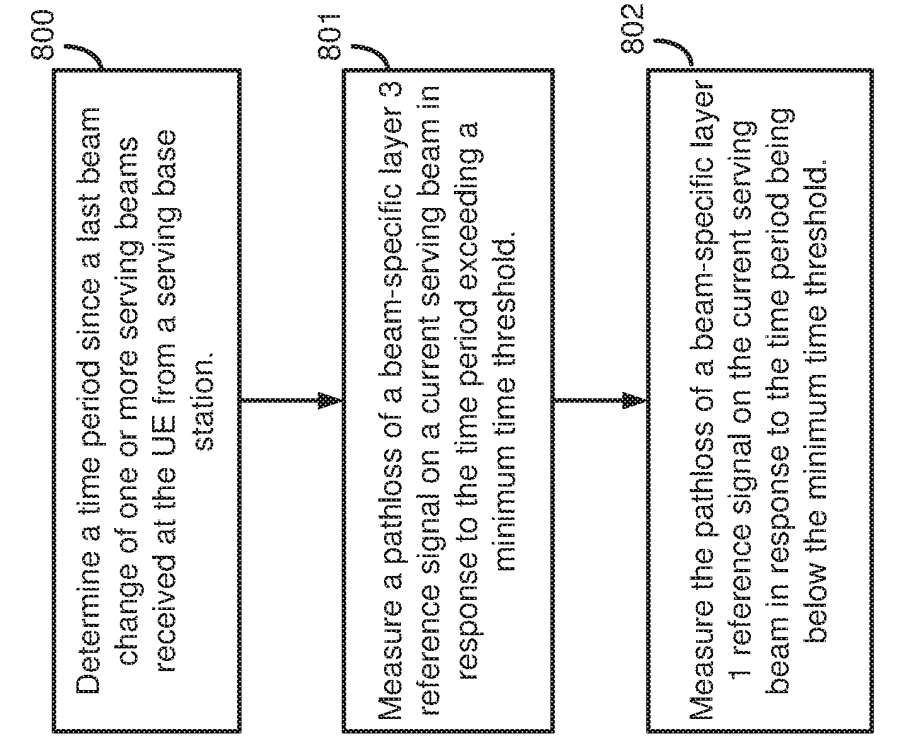 800
Determine a time period since a last beam
change of one or more serving beams
received at the UE from a serving base
station.
801
Measure a pathloss of a beam-specific layer 3
reference signal on a current serving beam in
response to the time period exceeding a
minimum time threshold.
802
Measure the pathloss of a beam-specific layer
1 reference signal on the current serving
beam in response to the time period being
below the minimum time threshold.